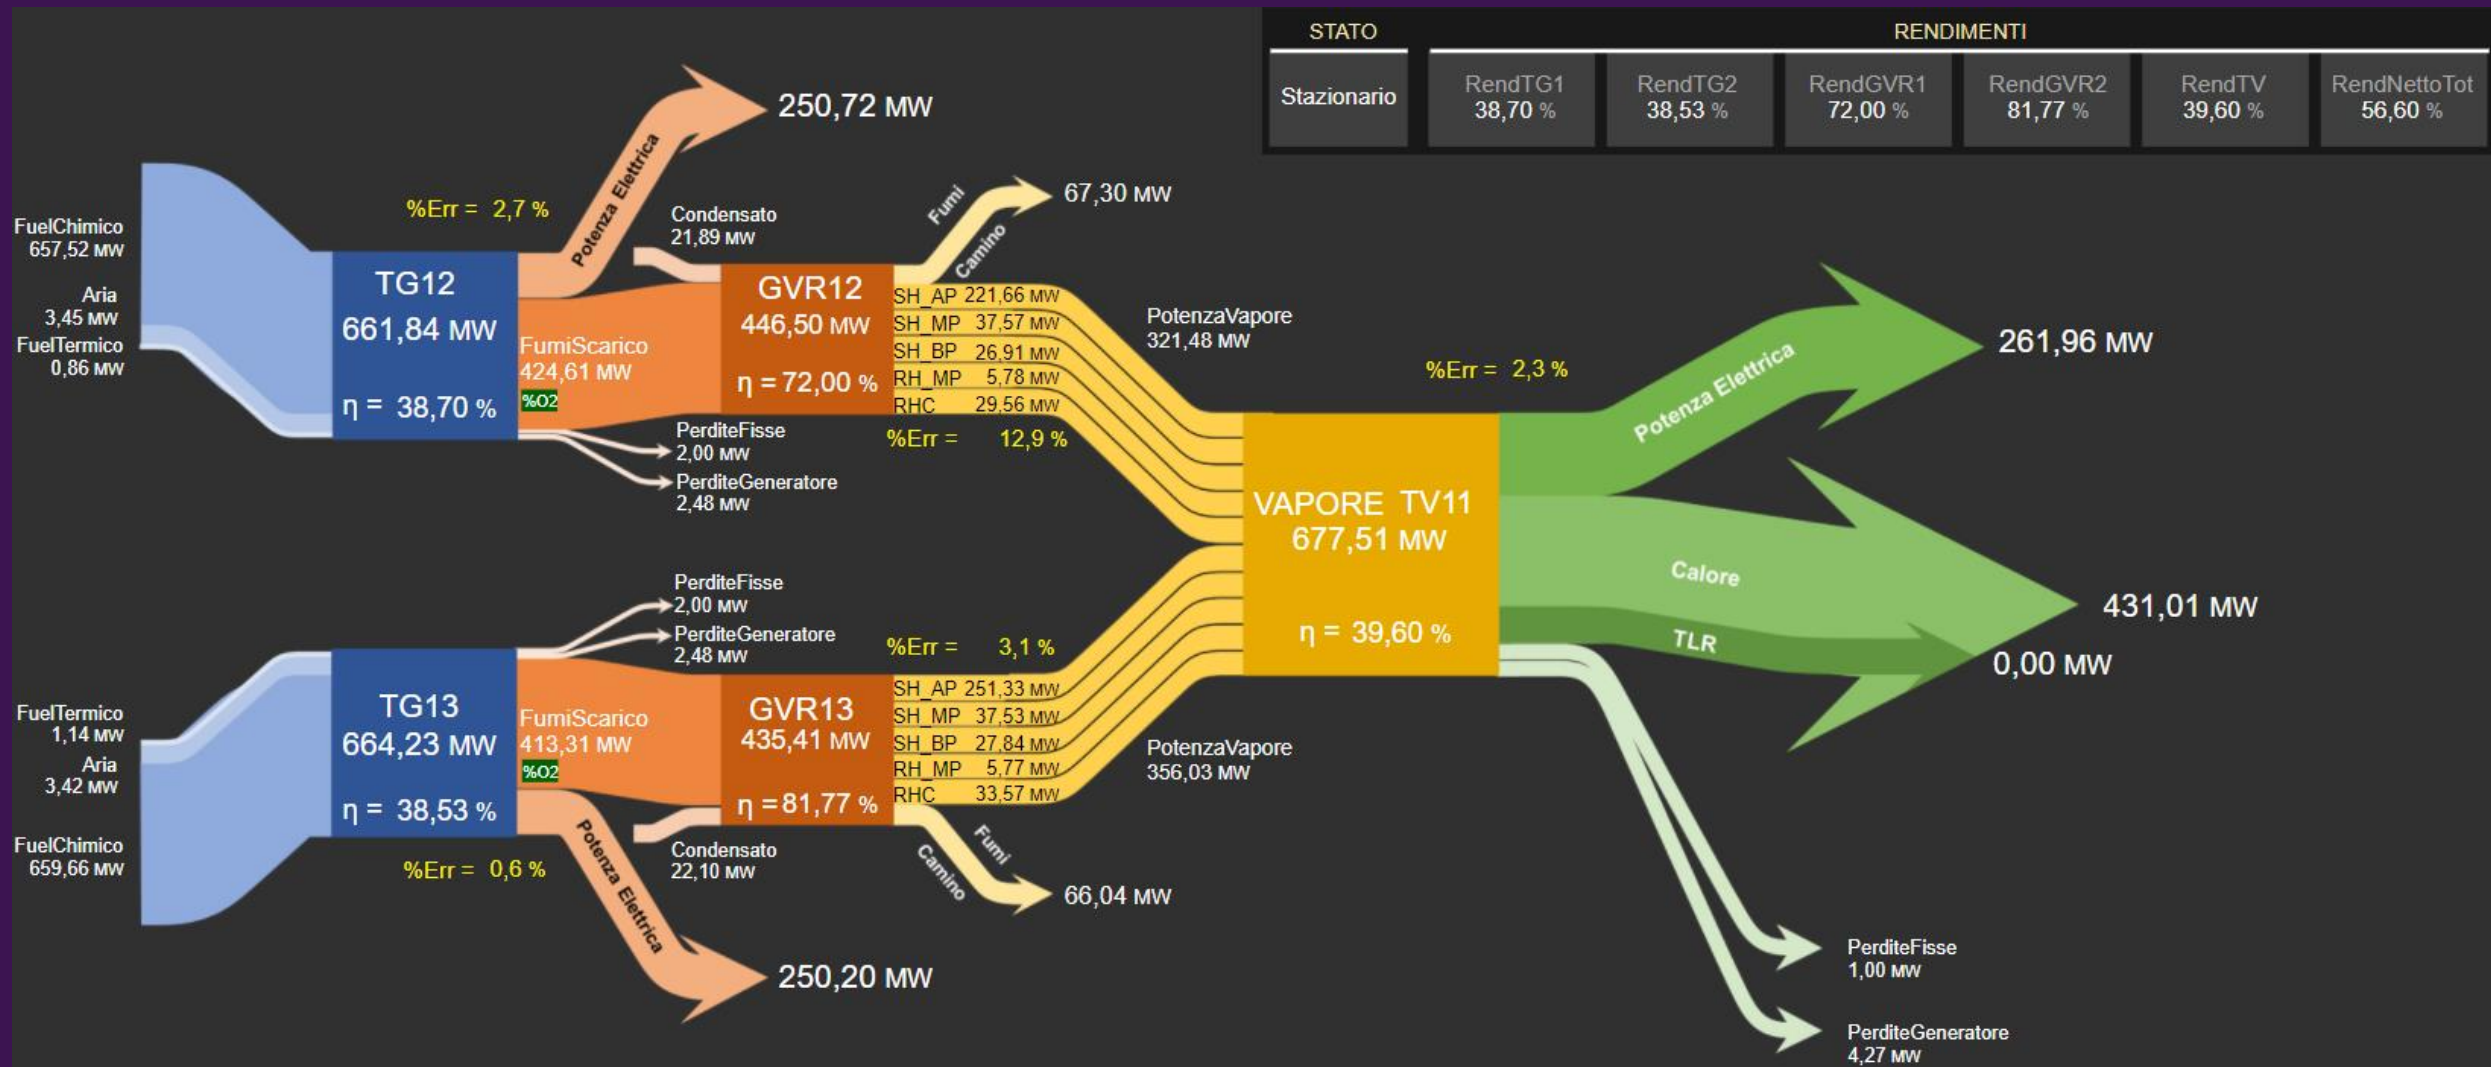 STATO
RENDIMENTI
Stazionario
RendTG1
38,70 %
RendTG2
38,53 %
RendGVR1
72,00 %
RendGVR2
81,77 %
RendTV
39,60 %
RendNettoTot
56,60 %
250,72 MW
Potenza Elettrica
%Err = 2,7 %
FuelChimico
657,52 MW
Aria
3,45 MW
FuelTermico
0,86 MW
TG12
661,84 MW
η = 38,70 %
FumiScarico
424,61 MW
%O2
Condensato
21,89 MW
PerditeFisse
2,00 MW
PerditeGeneratore
2,48 MW
GVR12
446,50 MW
η = 72,00 %
Fumi
Camino
67,30 MW
SH_AP 221,66 MW
SH_MP 37,57 MW
SH_BP 26,91 MW
RH_MP 5,78 MW
RHC 29,56 MW
%Err = 12,9 %
PotenzaVapore
321,48 MW
%Err = 2,3 %
VAPORE TV11
677,51 MW
η = 39,60 %
Potenza Elettrica
261,96 MW
Calore
431,01 MW
TLR
0,00 MW
PerditeFisse
1,00 MW
PerditeGeneratore
4,27 MW
PerditeFisse
2,00 MW
PerditeGeneratore
2,48 MW
%Err = 3,1 %
FuelTermico
1,14 MW
Aria
3,42 MW
FuelChimico
659,66 MW
TG13
664,23 MW
η = 38,53 %
%Err = 0,6 %
FumiScarico
413,31 MW
%O2
GVR13
435,41 MW
η = 81,77 %
SH_AP 251,33 MW
SH_MP 37,53 MW
SH_BP 27,84 MW
RH_MP 5,77 MW
RHC 33,57 MW
PotenzaVapore
356,03 MW
Condensato
22,10 MW
Fumi
Camino
66,04 MW
Potenza Elettrica
250,20 MW